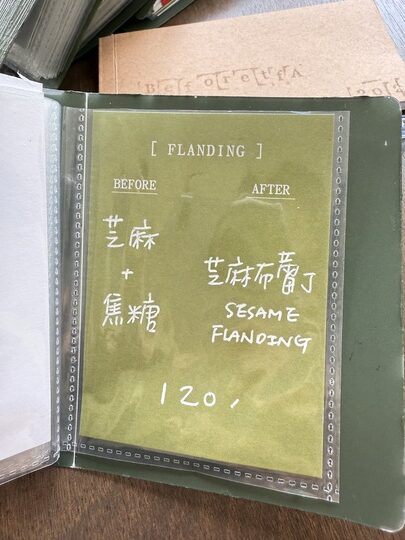 [ FLANDING ]
BEFORE
芝麻
+
焦糖
AFTER
芝麻布蕾丁
SESAME
FLANDING
120,